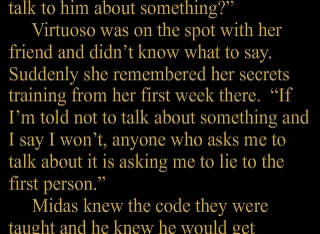 talk to him about something?”
Virtuoso was on the spot with her
friend and didn’t know what to say.
Suddenly she remembered her secrets
training from her first week there.  “If
I’m told not to talk about something and
I say I won’t, anyone who asks me to
talk about it is asking me to lie to the
first person.”
Midas knew the code they were
taught and he knew he would get